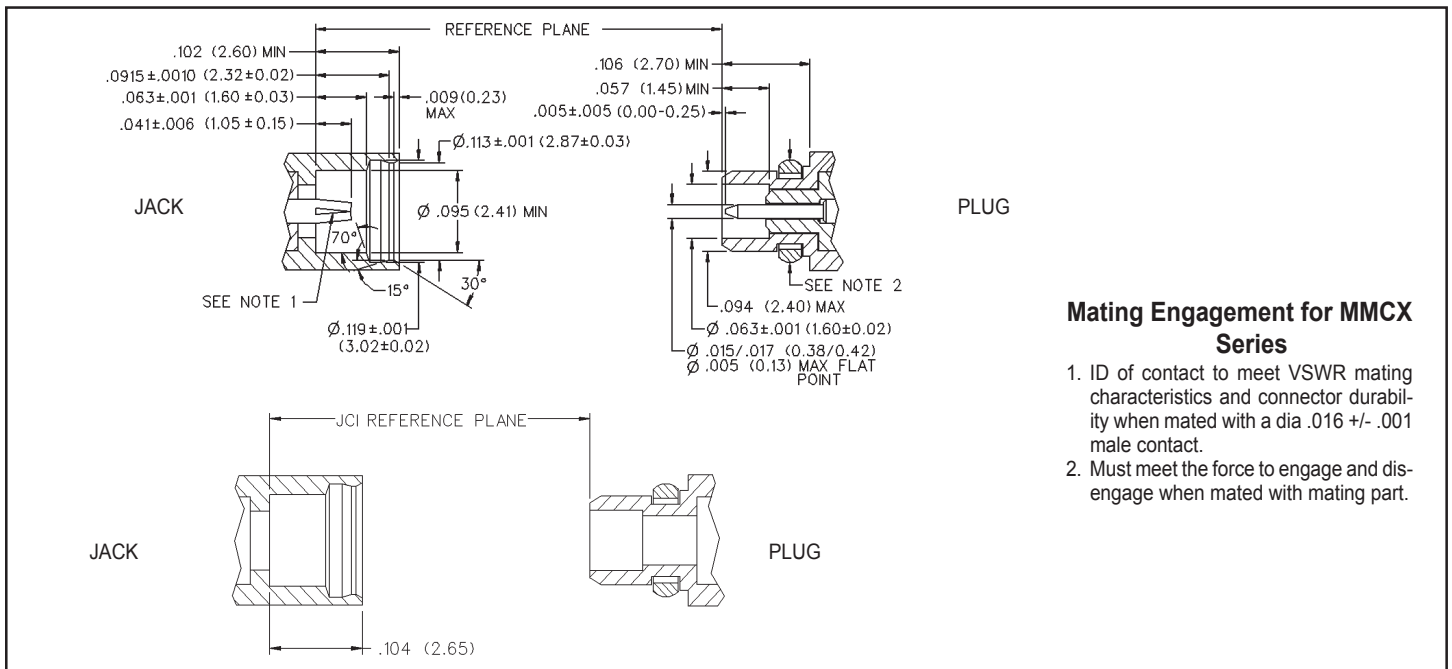 REFERENCE PLANE
.102 (2.60) MIN
.0915±.0010 (2.32±0.02)
.063±.001 (1.60±0.03)
.041±.006 (1.05±0.15)
.009(0.23)
MAX
Ø.113±.001 (2.87±0.03)
.106 (2.70) MIN
.057 (1.45) MIN
.005±.005 (0.00-0.25)
JACK
Ø .095 (2.41) MIN
PLUG
70°
SEE NOTE 1
15°
30°
Ø.119±.001
(3.02±0.02)
SEE NOTE 2
.094 (2.40) MAX
Ø .063±.001 (1.60±0.02)
Ø .015/.017 (0.38/0.42)
Ø .005 (0.13) MAX FLAT
POINT
Mating Engagement for MMCX
Series
1. ID of contact to meet VSWR mating
characteristics and connector durabil-
ity when mated with a dia .016 +/- .001
male contact.
2. Must meet the force to engage and dis-
engage when mated with mating part.
JCI REFERENCE PLANE
JACK
PLUG
.104 (2.65)